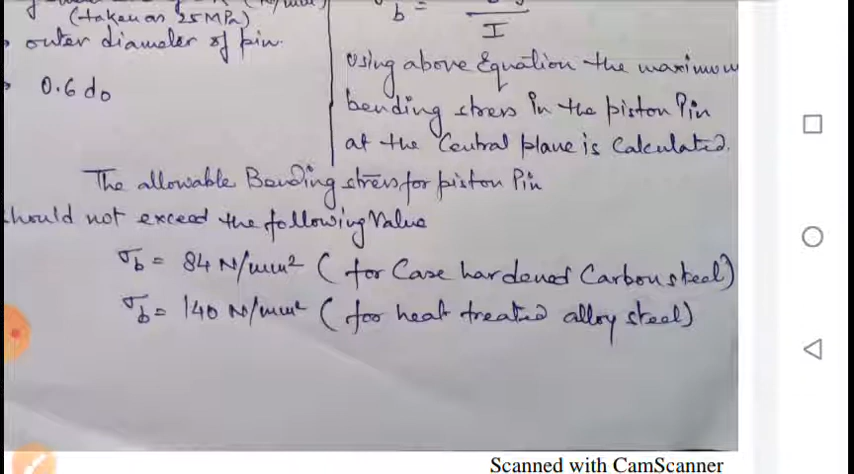 (taken as 25 MPa)
outer diameter of pin.
0.6 do
b =
I
Using above Equation the maximum
bending stress in the piston Pin
at the Central plane is Calculated.
The allowable Bending stress for piston Pin
should not exceed the following Value
σb = 84 N/mm² (for Case hardened Carbon steel)
σb = 140 N/mm² (for heat treated alloy steel)
Scanned with CamScanner